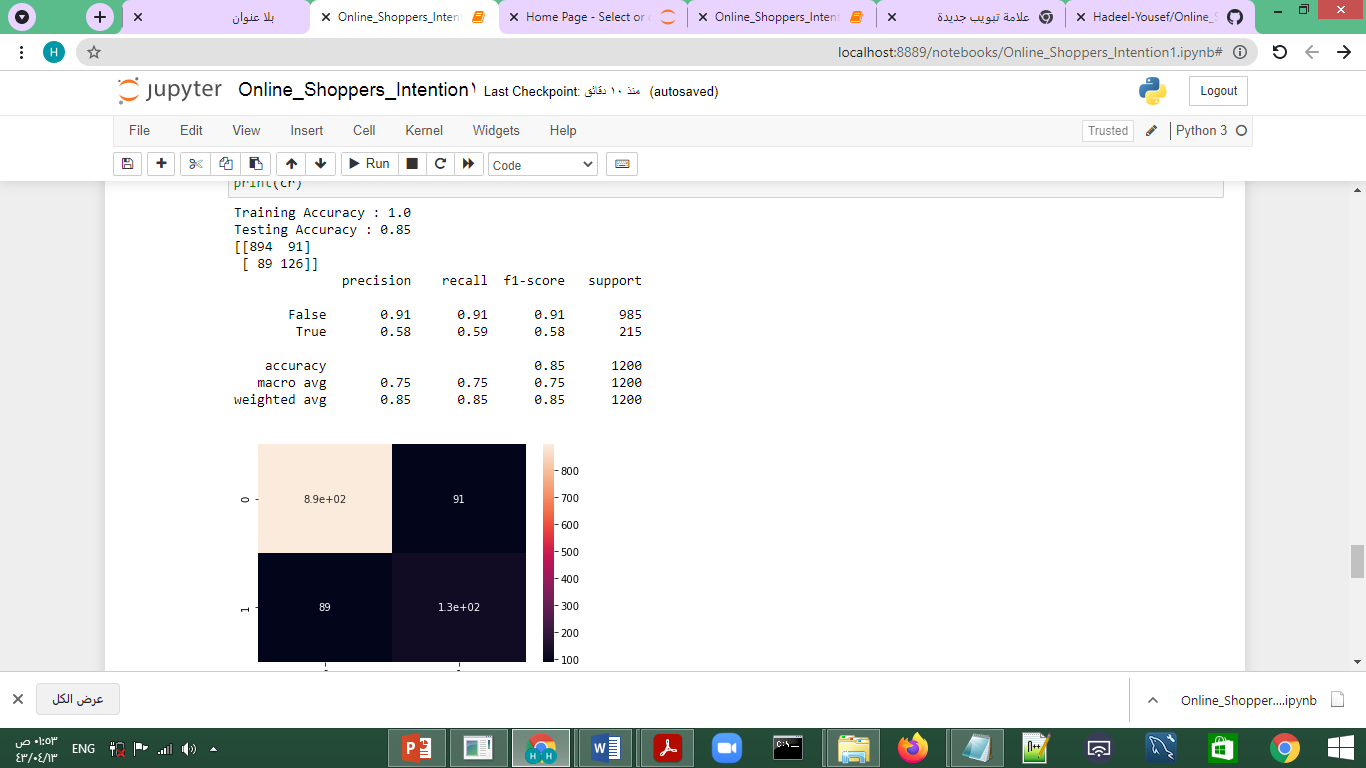 بلا عنوان
Online_Shoppers_Inten
Home Page - Select or c
Online_Shoppers_Inten
علامة تبويب جديدة
Hadeel-Yousef/Online_S
H
localhost:8889/notebooks/Online_Shoppers_Intention1.ipynb#
jupyter Online_Shoppers_Intention١ Last Checkpoint: منذ ١٠ دقائق (autosaved)
Logout
File Edit View Insert Cell Kernel Widgets Help
Trusted Python 3
Run Code
print(cr)
Training Accuracy : 1.0
Testing Accuracy : 0.85
[[894 91]
[ 89 126]]
precision recall f1-score support
False 0.91 0.91 0.91 985
True 0.58 0.59 0.58 215
accuracy 0.85 1200
macro avg 0.75 0.75 0.75 1200
weighted avg 0.85 0.85 0.85 1200
0
8.9e+02 91
1
89 1.3e+02
800
700
600
500
400
300
200
100
عرض الكل
Online_Shopper....ipynb
٠١:٥٣ ص
٤٣/٠٤/١٣
ENG